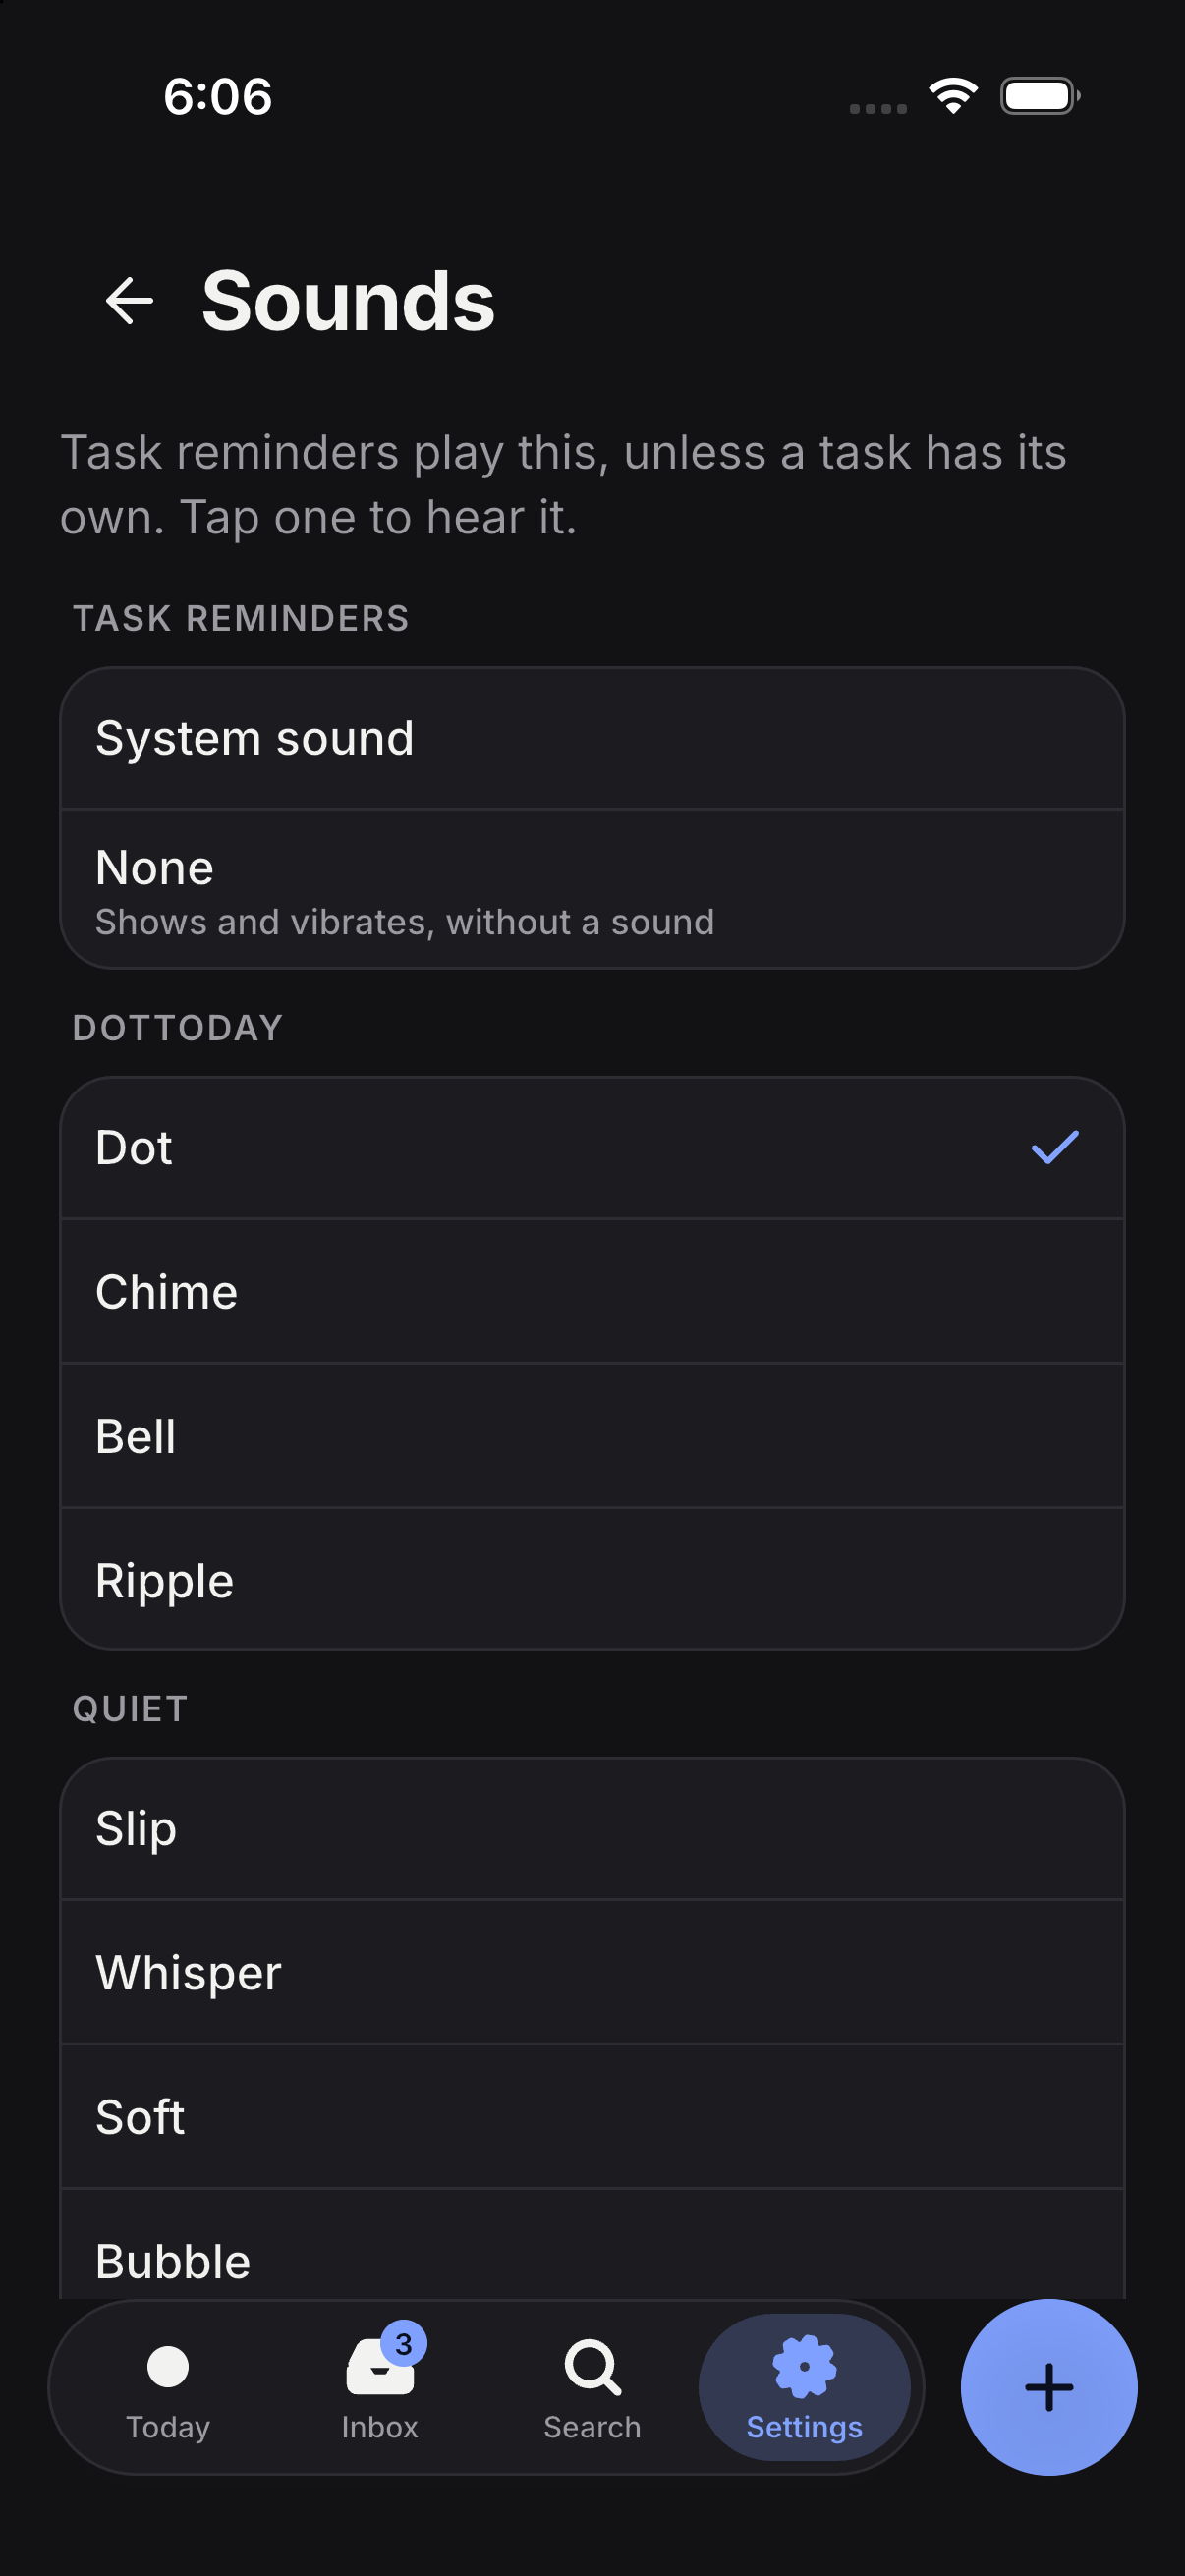 6:06
Sounds
Task reminders play this, unless a task has its
own. Tap one to hear it.
TASK REMINDERS
System sound
None
Shows and vibrates, without a sound
DOTTODAY
Dot
Chime
Bell
Ripple
QUIET
Slip
Whisper
Soft
Bubble
3
Today
Inbox
Search
Settings